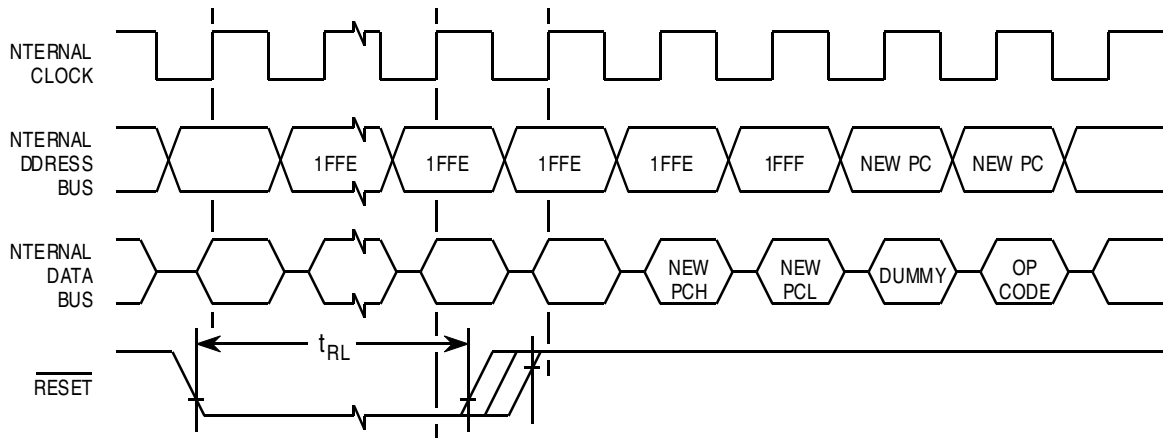 NTERNAL
CLOCK
NTERNAL
DDRESS
BUS
1FFE
1FFE
1FFE
1FFE
1FFF
NEW PC
NEW PC
NTERNAL
DATA
BUS
NEW
PCH
NEW
PCL
DUMMY
OP
CODE
tRL
RESET